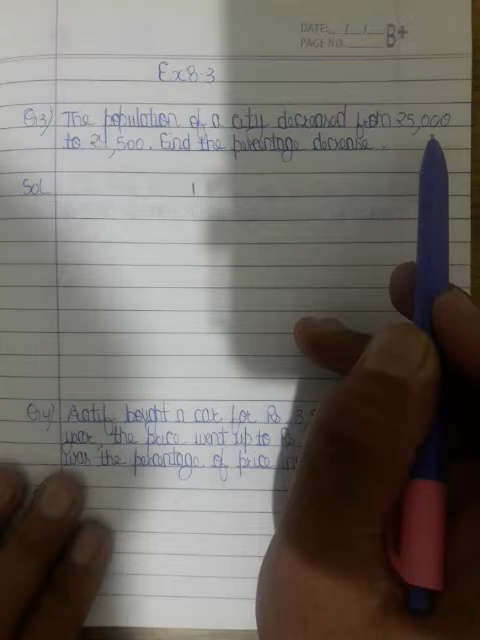 DATE: / /
PAGE NO.
B+
Ex 8.3
Q3) The population of a city decreased from 25,000
to 24,500. Find the percentage decrease.
Sol
Q4) Aatif bought a car for Rs 3,5
year, the price went up to Rs
was the percentage of price in